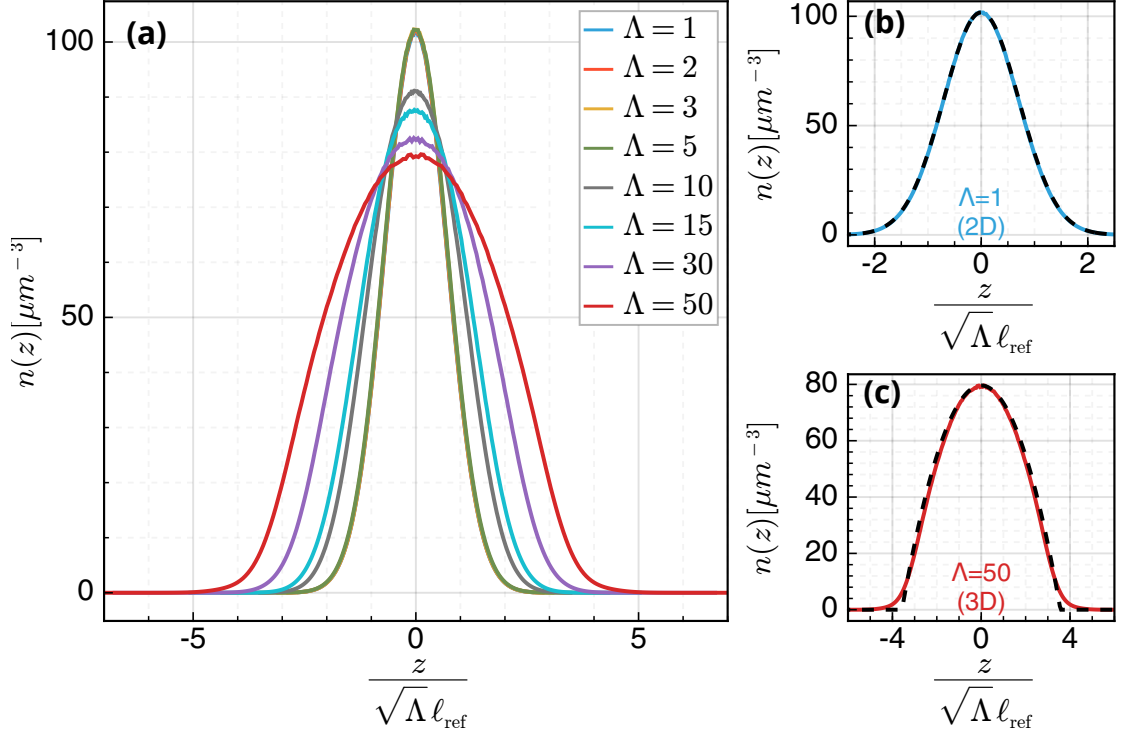 (a)
n(z)[μm⁻³]
100
50
0
-5
0
5
z
√Λ ℓref
Λ = 1
Λ = 2
Λ = 3
Λ = 5
Λ = 10
Λ = 15
Λ = 30
Λ = 50
(b)
n(z)[μm⁻³]
100
50
0
Λ=1
(2D)
-2
0
2
z
√Λ ℓref
(c)
n(z)[μm⁻³]
80
60
40
20
0
Λ=50
(3D)
-4
0
4
z
√Λ ℓref